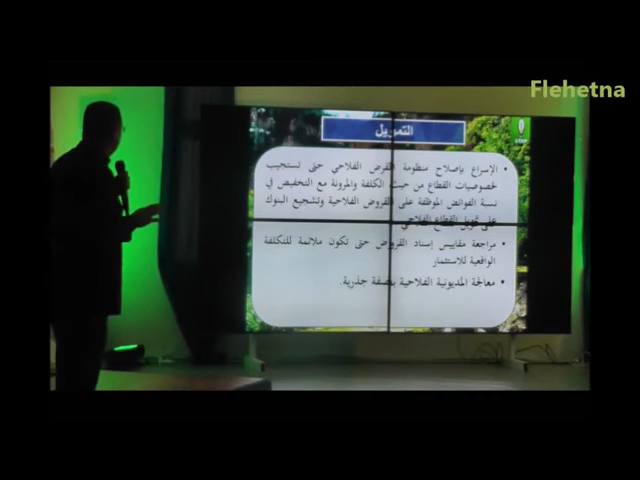 Flehetna
التمويل
• الإسراع بإصلاح منظومة القرض الفلاحي حتى تستجيب
لخصوصيات القطاع من حيث الكلفة والمرونة مع التخفيض في
نسبة الفوائض الموظفة على القروض الفلاحية وتشجيع البنوك
على تمويل القطاع الفلاحي
• مراجعة مقاييس إسناد القروض حتى تكون ملائمة للتكلفة
الواقعية للاستثمار
• معالجة المديونية الفلاحية بصفة جذرية.